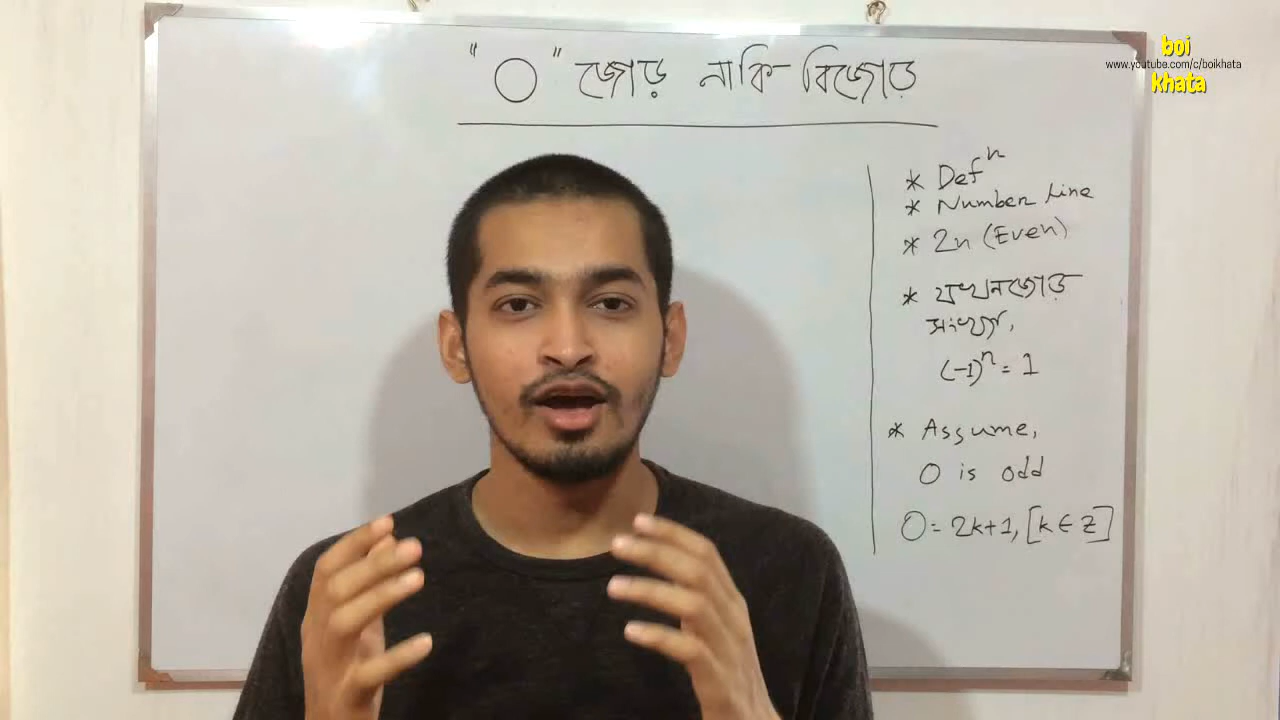 "0" জোড় নাকি বিজোড়
boi
www.youtube.com/c/boikhata
khata
* Defⁿ
* Number Line
* 2n (Even)
* যখন জোড়
সংখ্যা,
(-1)ⁿ = 1
* Assume,
0 is odd
0 = 2k+1, [k ∈ Z]